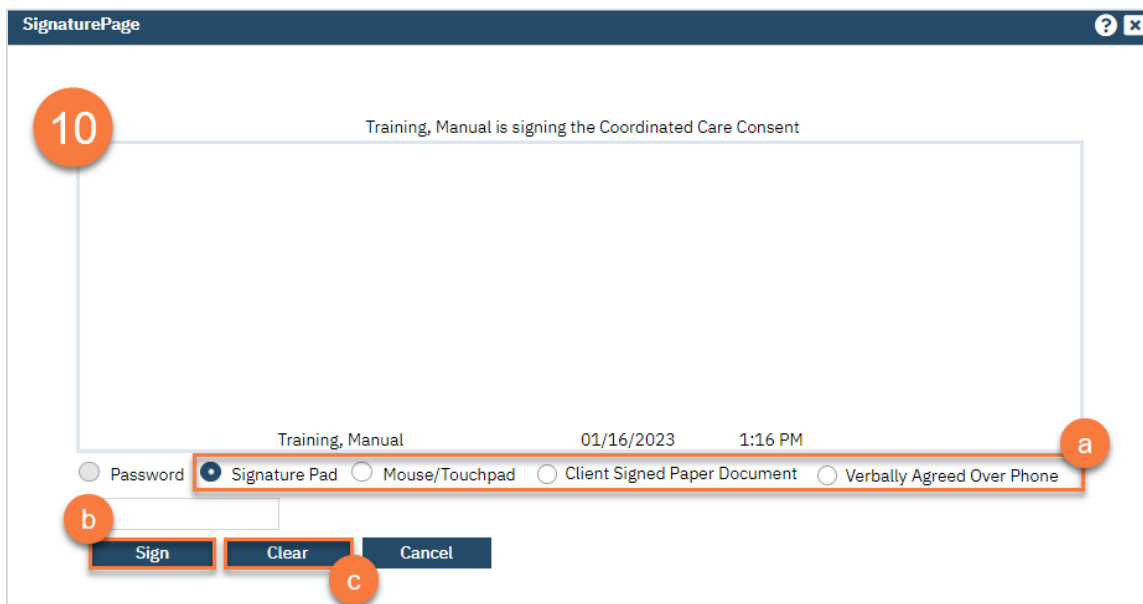 SignaturePage ?
10
Training, Manual is signing the Coordinated Care Consent
Training, Manual 01/16/2023 1:16 PM
a
Password Signature Pad Mouse/Touchpad Client Signed Paper Document Verbally Agreed Over Phone
b
Sign Clear Cancel
c